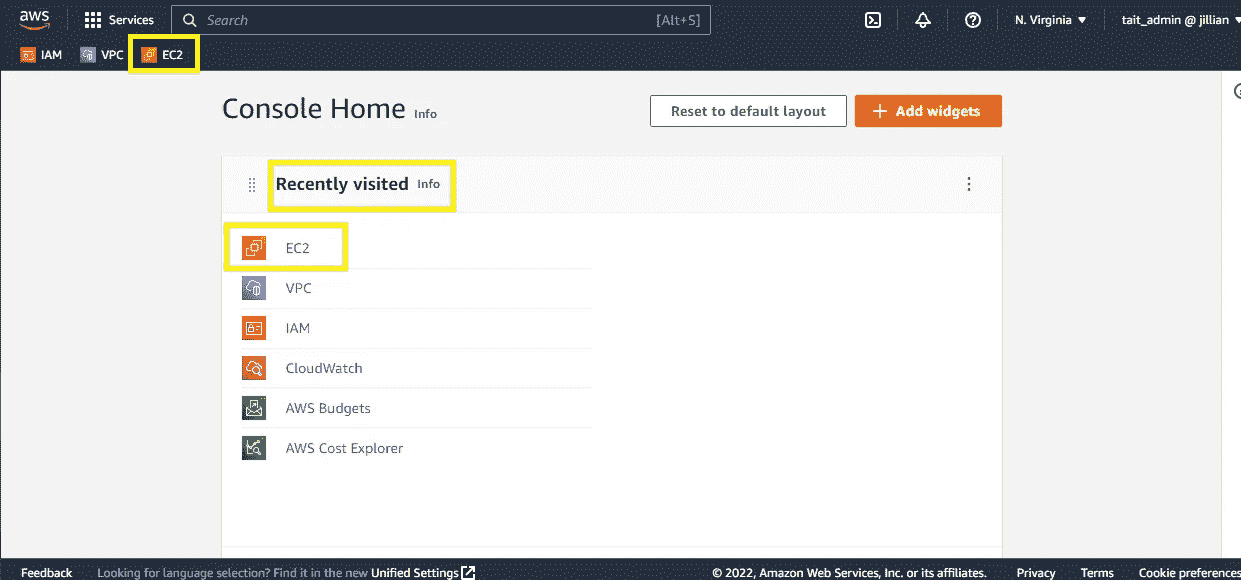 aws Services Search [Alt+S] N. Virginia tait_admin @ jillian
IAM VPC EC2
Console Home Info Reset to default layout Add widgets
Recently visited Info
EC2
VPC
IAM
CloudWatch
AWS Budgets
AWS Cost Explorer
Feedback Looking for language selection? Find it in the new Unified Settings © 2022, Amazon Web Services, Inc. or its affiliates. Privacy Terms Cookie preferences